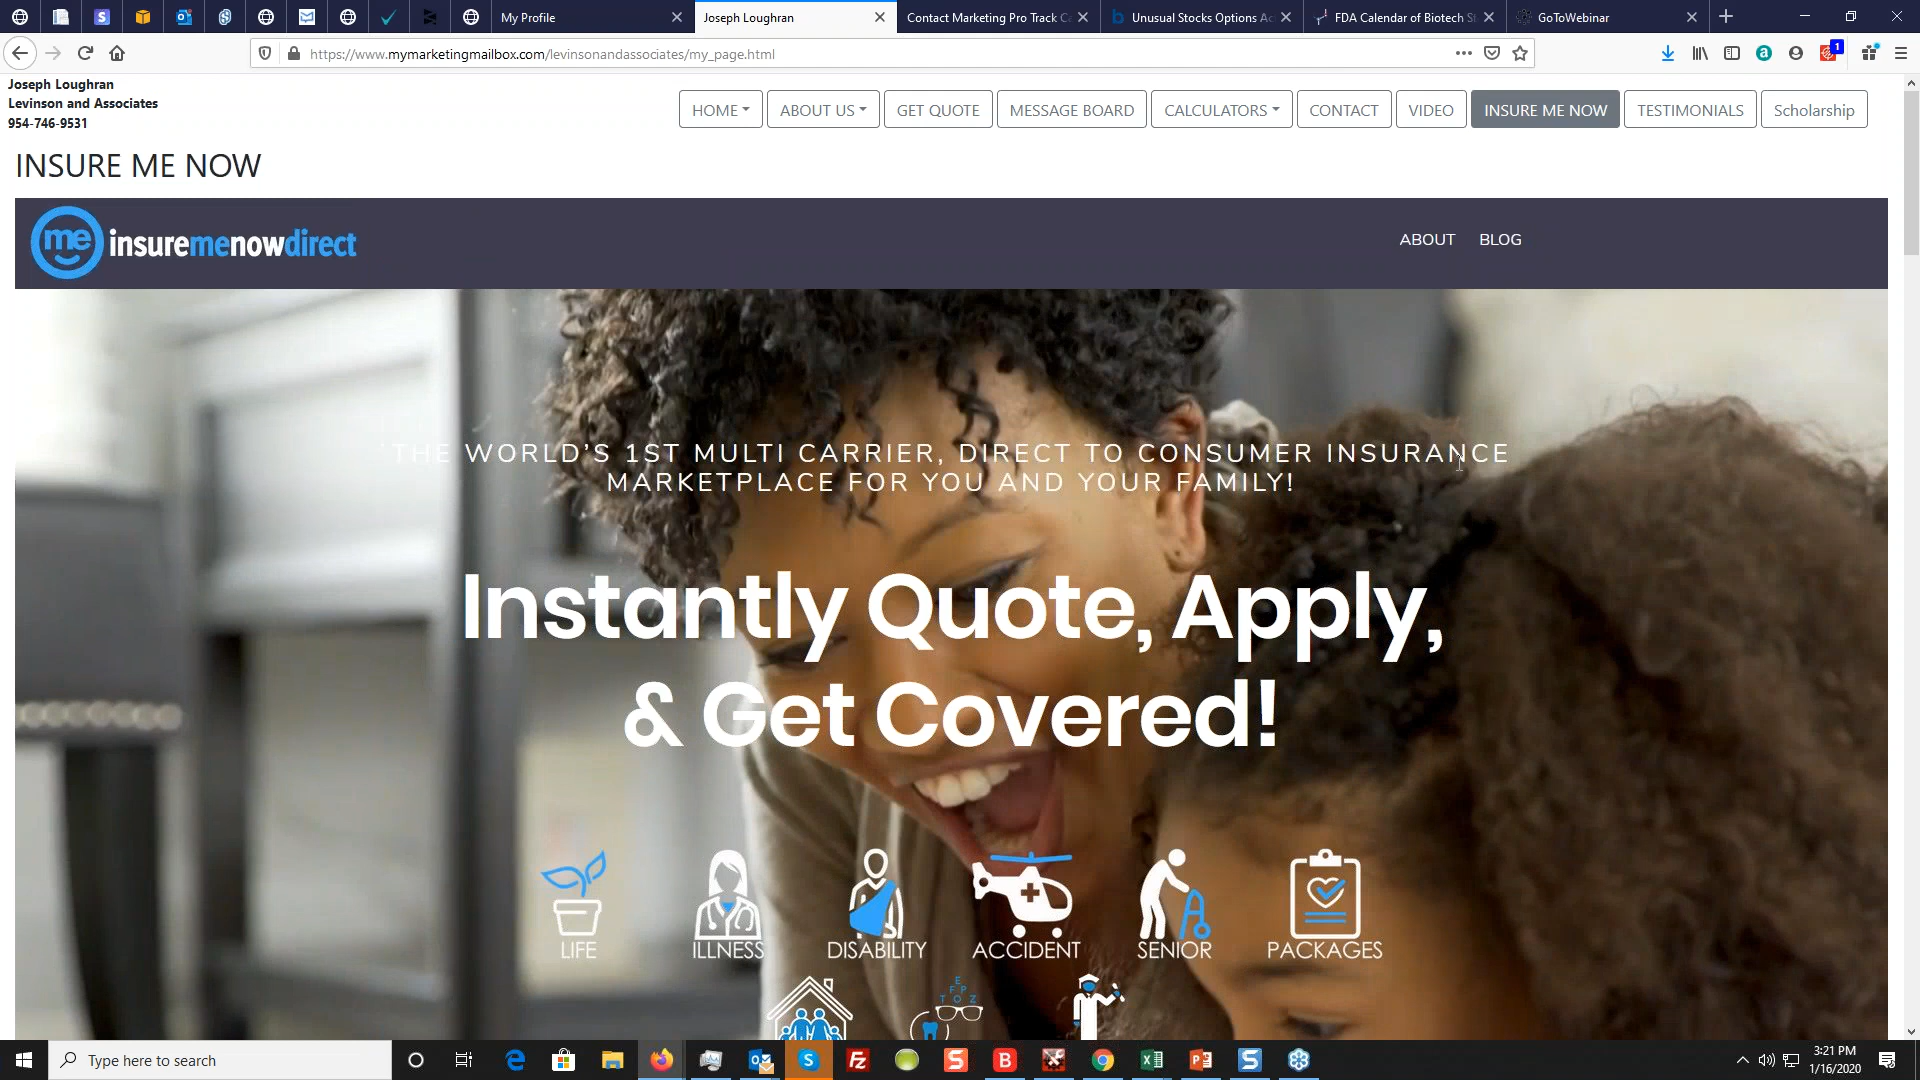 My Profile
Joseph Loughran
Contact Marketing Pro Track C
Unusual Stocks Options Ac
FDA Calendar of Biotech St
GoToWebinar
https://www.mymarketingmailbox.com/levinsonandassociates/my_page.html
1
Joseph Loughran
Levinson and Associates
954-746-9531
HOME ABOUT US GET QUOTE MESSAGE BOARD CALCULATORS CONTACT VIDEO INSURE ME NOW TESTIMONIALS Scholarship
INSURE ME NOW
me insuremenowdirect
ABOUT BLOG
THE WORLD'S 1ST MULTI CARRIER, DIRECT TO CONSUMER INSURANCE
MARKETPLACE FOR YOU AND YOUR FAMILY!
Instantly Quote, Apply,
& Get Covered!
LIFE ILLNESS DISABILITY ACCIDENT SENIOR PACKAGES
E
F P
T O Z
Type here to search
3:21 PM
1/16/2020